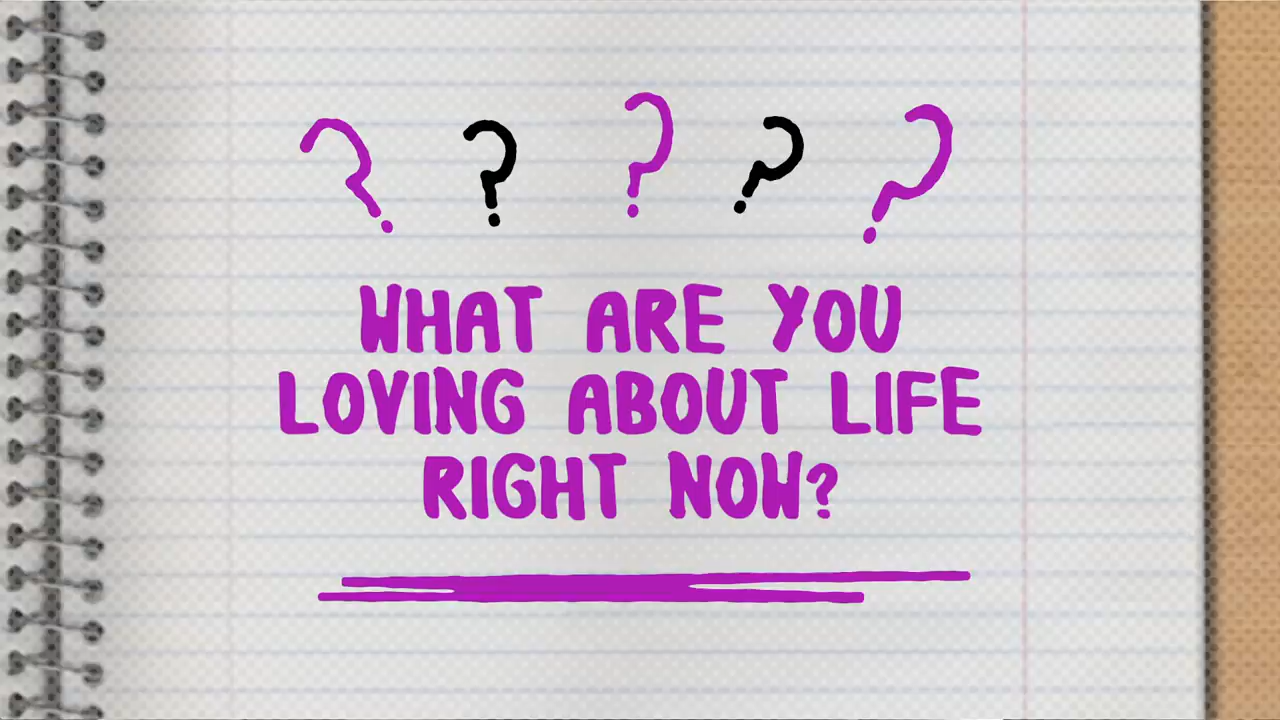 ? ? ? ? ?
WHAT ARE YOU
LOVING ABOUT LIFE
RIGHT NOW?